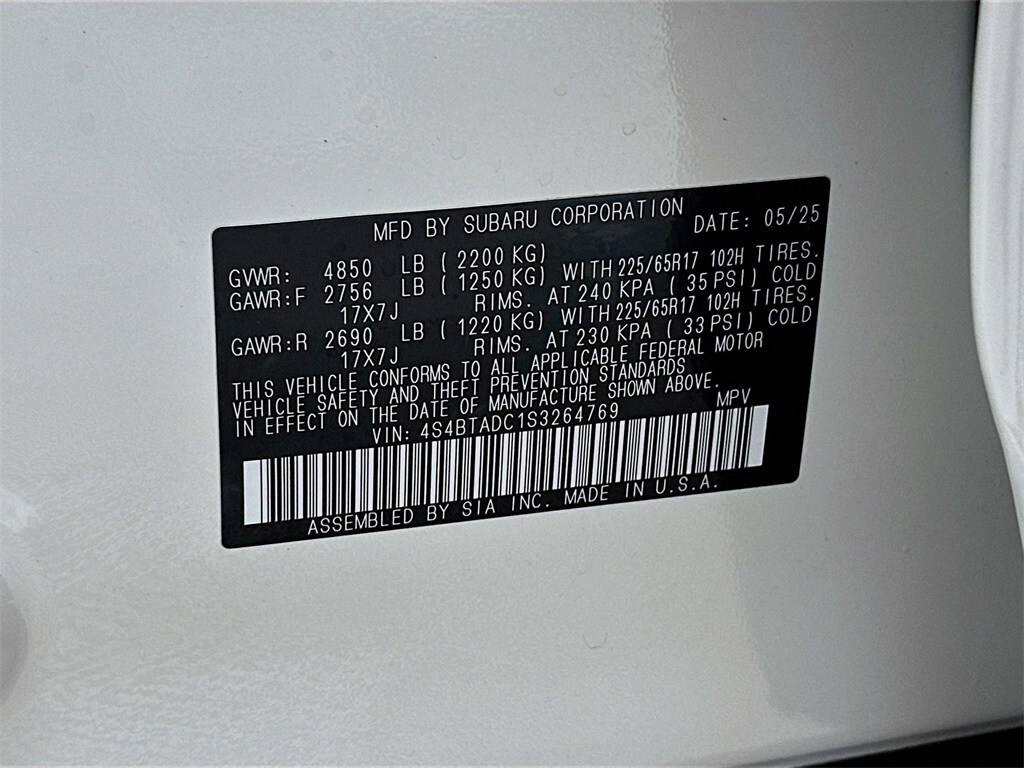 MFD BY SUBARU CORPORATION DATE: 05/25
GVWR: 4850 LB ( 2200 KG)
GAWR:F 2756 LB ( 1250 KG) WITH 225/65R17 102H TIRES.
17X7J RIMS. AT 240 KPA ( 35 PSI) COLD
GAWR:R 2690 LB ( 1220 KG) WITH 225/65R17 102H TIRES.
17X7J RIMS. AT 230 KPA ( 33 PSI) COLD
THIS VEHICLE CONFORMS TO ALL APPLICABLE FEDERAL MOTOR
VEHICLE SAFETY AND THEFT PREVENTION STANDARDS
IN EFFECT ON THE DATE OF MANUFACTURE SHOWN ABOVE.
VIN: 4S4BTADC1S3264769 MPV
ASSEMBLED BY SIA INC. MADE IN U.S.A.